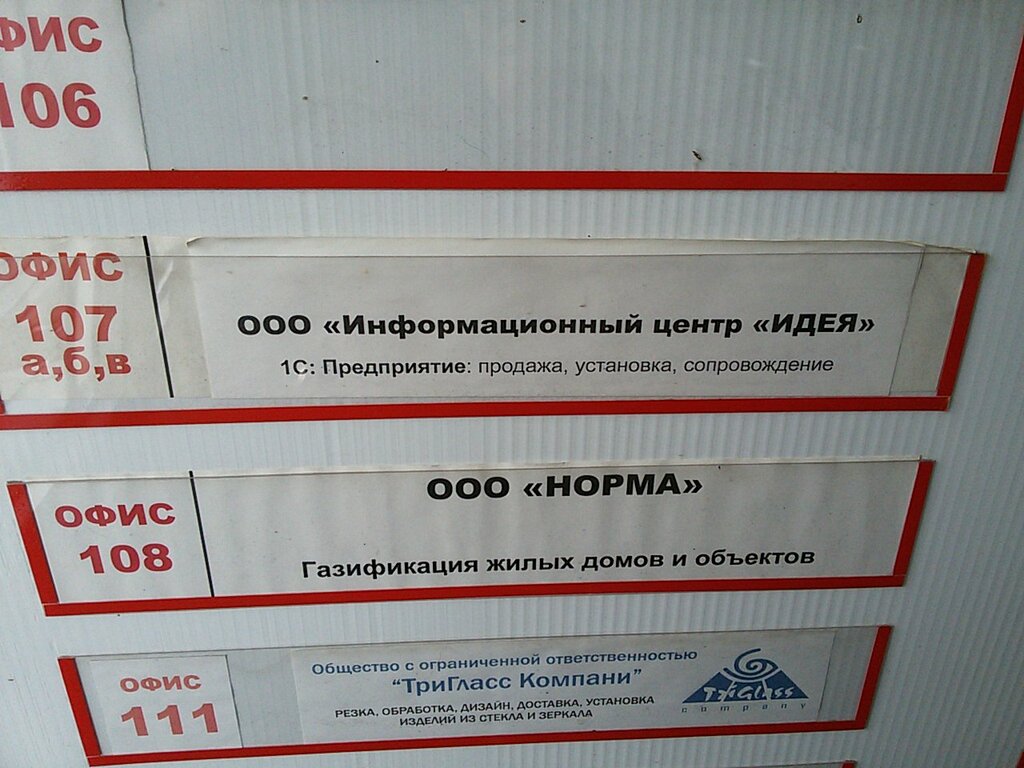 ОФИС
106
ОФИС
107
а,б,в
ООО «Информационный центр «ИДЕЯ»
1С: Предприятие: продажа, установка, сопровождение
ОФИС
108
ООО «НОРМА»
Газификация жилых домов и объектов
ОФИС
111
Общество с ограниченной ответственностью
“ТриГласс Компани”
РЕЗКА, ОБРАБОТКА, ДИЗАЙН, ДОСТАВКА, УСТАНОВКА
ИЗДЕЛИЙ ИЗ СТЕКЛА И ЗЕРКАЛА
TriGlass
company